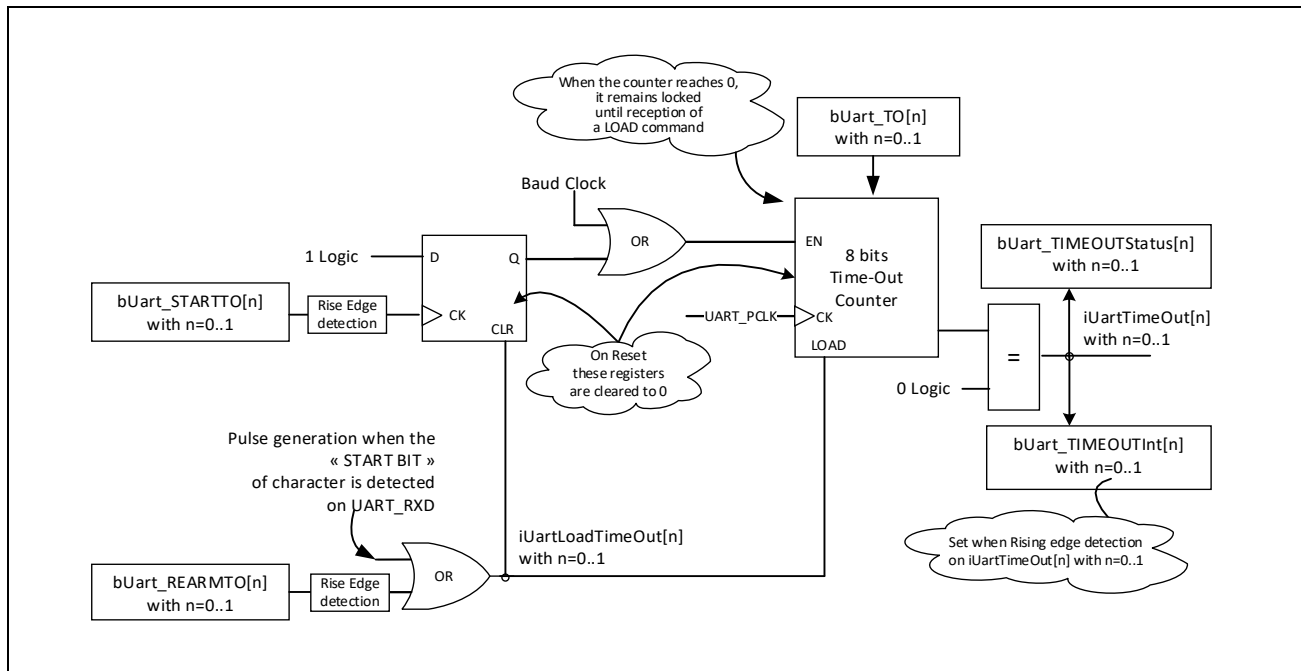 When the counter reaches 0,
it remains locked
until reception of
a LOAD command
bUart_TO[n]
with n=0..1
Baud Clock
OR
1 Logic
D
Q
CK
CLR
bUart_STARTTO[n]
with n=0..1
Rise Edge
detection
EN
8 bits
Time-Out
Counter
UART_PCLK
CK
LOAD
bUart_TIMEOUTStatus[n]
with n=0..1
iUartTimeOut[n]
with n=0..1
=
0 Logic
On Reset
these registers
are cleared to 0
bUart_TIMEOUTInt[n]
with n=0..1
Pulse generation when the
« START BIT »
of character is detected
on UART_RXD
iUartLoadTimeOut[n]
with n=0..1
Set when Rising edge detection
on iUartTimeOut[n] with n=0..1
OR
bUart_REARMTO[n]
with n=0..1
Rise Edge
detection